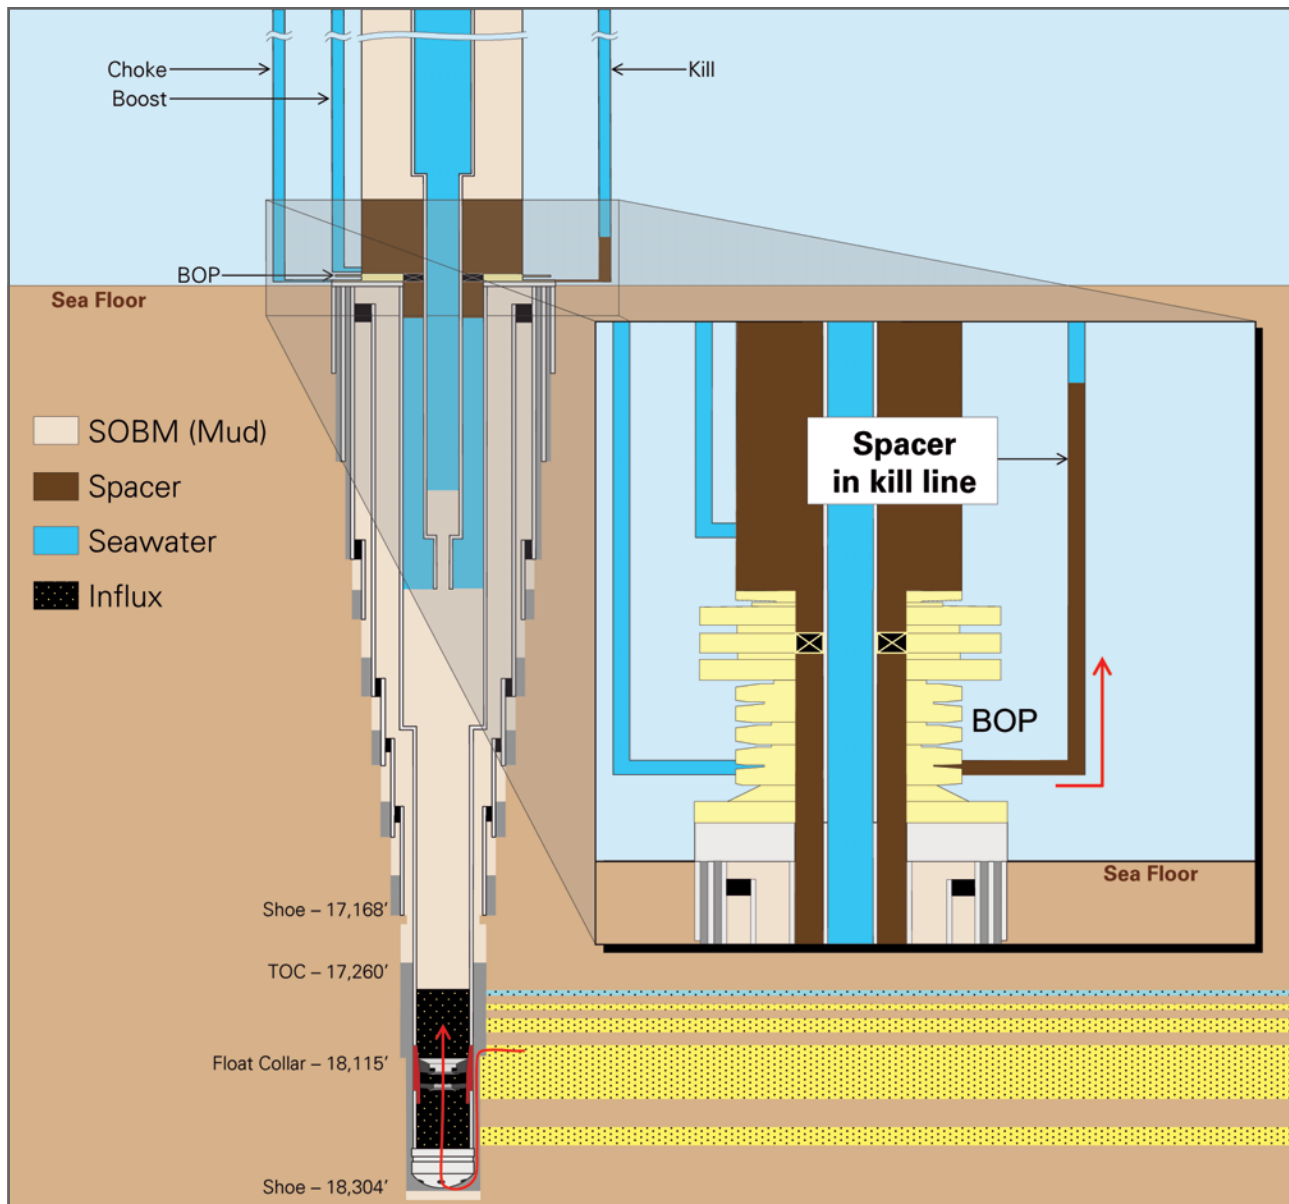 Choke
Boost
Kill
BOP
Sea Floor
SOBM (Mud)
Spacer
Seawater
Influx
Spacer
in kill line
BOP
Sea Floor
Shoe – 17,168’
TOC – 17,260’
Float Collar – 18,115’
Shoe – 18,304’